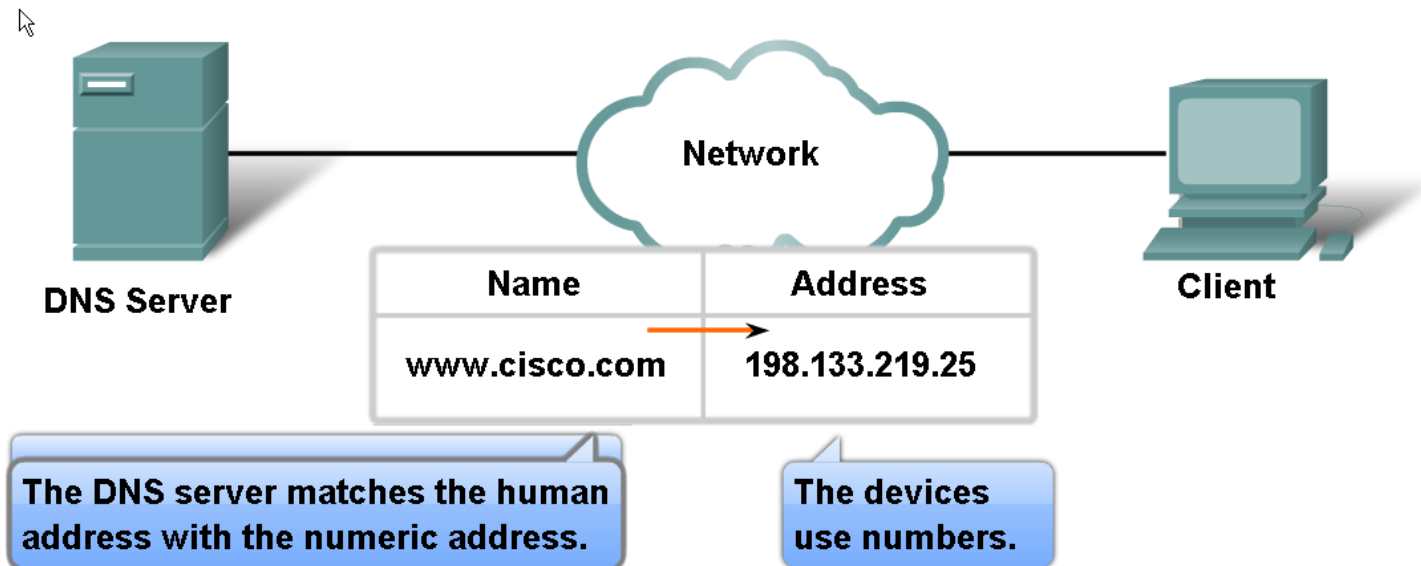 Network
DNS Server
Client
Name Address
www.cisco.com 198.133.219.25
The DNS server matches the human
address with the numeric address.
The devices
use numbers.